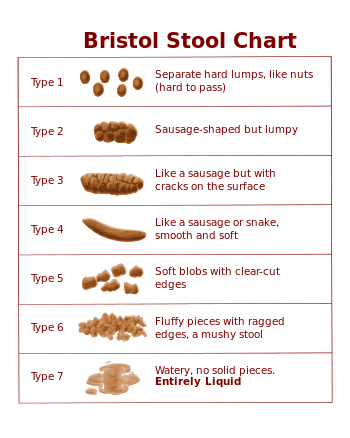 Bristol Stool Chart
Type 1
Separate hard lumps, like nuts
(hard to pass)
Type 2
Sausage-shaped but lumpy
Type 3
Like a sausage but with
cracks on the surface
Type 4
Like a sausage or snake,
smooth and soft
Type 5
Soft blobs with clear-cut
edges
Type 6
Fluffy pieces with ragged
edges, a mushy stool
Type 7
Watery, no solid pieces.
Entirely Liquid